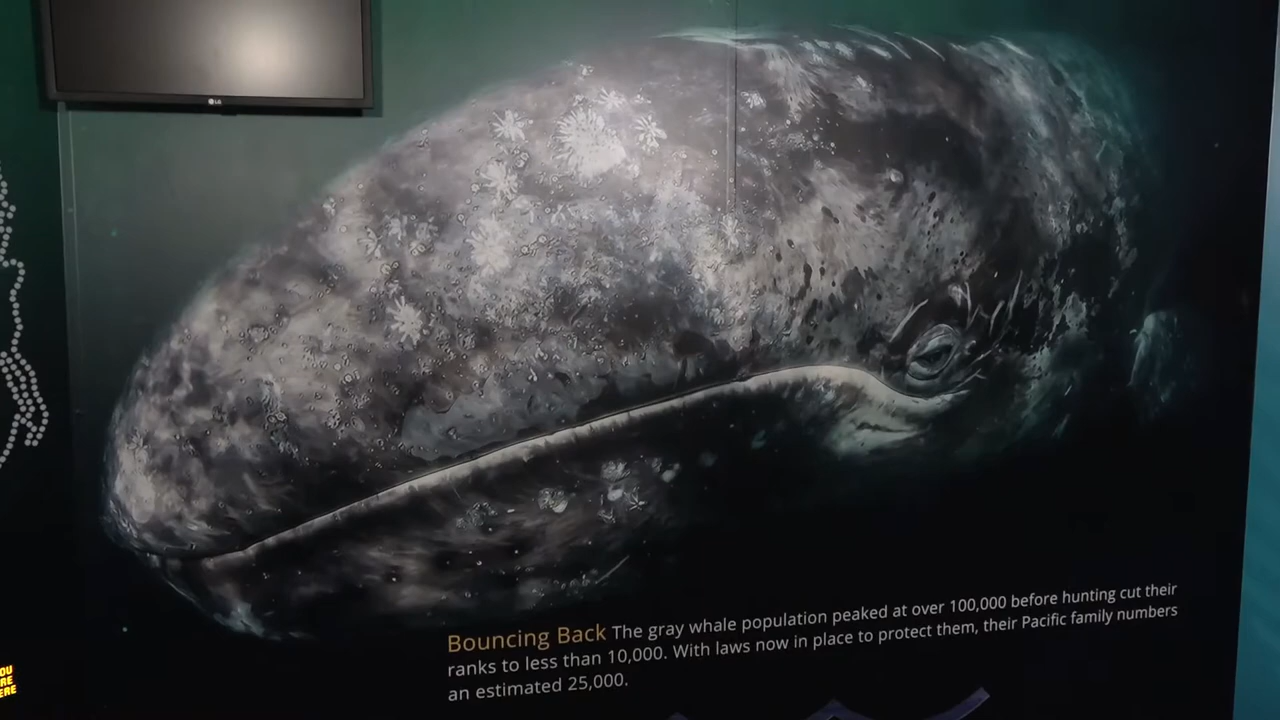 LG
Bouncing Back The gray whale population peaked at over 100,000 before hunting cut their
ranks to less than 10,000. With laws now in place to protect them, their Pacific family numbers
an estimated 25,000.